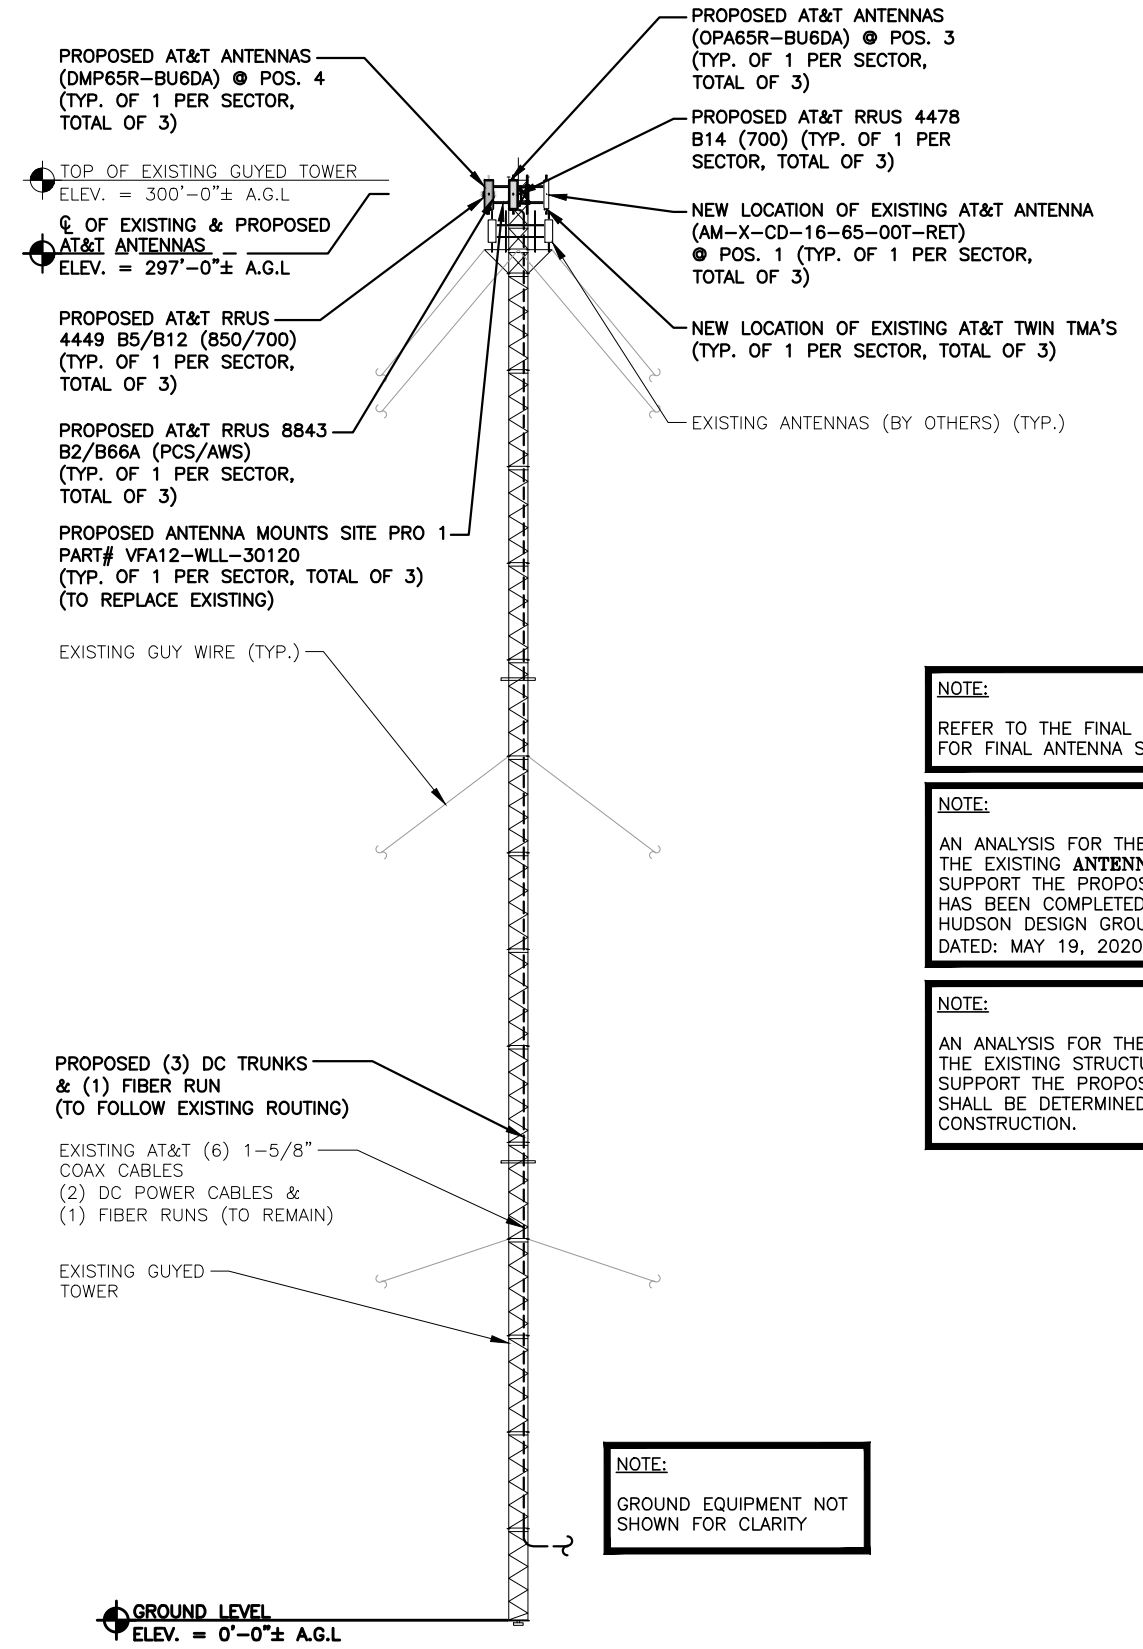 PROPOSED AT&T ANTENNAS
(DMP65R-BU6DA) @ POS. 4
(TYP. OF 1 PER SECTOR,
TOTAL OF 3)
TOP OF EXISTING GUYED TOWER
ELEV. = 300'-0"± A.G.L
℄ OF EXISTING & PROPOSED
AT&T ANTENNAS
ELEV. = 297'-0"± A.G.L
PROPOSED AT&T RRUS
4449 B5/B12 (850/700)
(TYP. OF 1 PER SECTOR,
TOTAL OF 3)
PROPOSED AT&T RRUS 8843
B2/B66A (PCS/AWS)
(TYP. OF 1 PER SECTOR,
TOTAL OF 3)
PROPOSED ANTENNA MOUNTS SITE PRO 1
PART# VFA12-WLL-30120
(TYP. OF 1 PER SECTOR, TOTAL OF 3)
(TO REPLACE EXISTING)
EXISTING GUY WIRE (TYP.)
PROPOSED (3) DC TRUNKS
& (1) FIBER RUN
(TO FOLLOW EXISTING ROUTING)
EXISTING AT&T (6) 1-5/8"
COAX CABLES
(2) DC POWER CABLES &
(1) FIBER RUNS (TO REMAIN)
EXISTING GUYED
TOWER
GROUND LEVEL
ELEV. = 0'-0"± A.G.L
PROPOSED AT&T ANTENNAS
(OPA65R-BU6DA) @ POS. 3
(TYP. OF 1 PER SECTOR,
TOTAL OF 3)
PROPOSED AT&T RRUS 4478
B14 (700) (TYP. OF 1 PER
SECTOR, TOTAL OF 3)
NEW LOCATION OF EXISTING AT&T ANTENNA
(AM-X-CD-16-65-00T-RET)
@ POS. 1 (TYP. OF 1 PER SECTOR,
TOTAL OF 3)
NEW LOCATION OF EXISTING AT&T TWIN TMA'S
(TYP. OF 1 PER SECTOR, TOTAL OF 3)
EXISTING ANTENNAS (BY OTHERS) (TYP.)
NOTE:
REFER TO THE FINAL
FOR FINAL ANTENNA S
NOTE:
AN ANALYSIS FOR THE
THE EXISTING ANTENN
SUPPORT THE PROPOS
HAS BEEN COMPLETED
HUDSON DESIGN GROU
DATED: MAY 19, 2020
NOTE:
AN ANALYSIS FOR THE
THE EXISTING STRUCTU
SUPPORT THE PROPOS
SHALL BE DETERMINED
CONSTRUCTION.
NOTE:
GROUND EQUIPMENT NOT
SHOWN FOR CLARITY